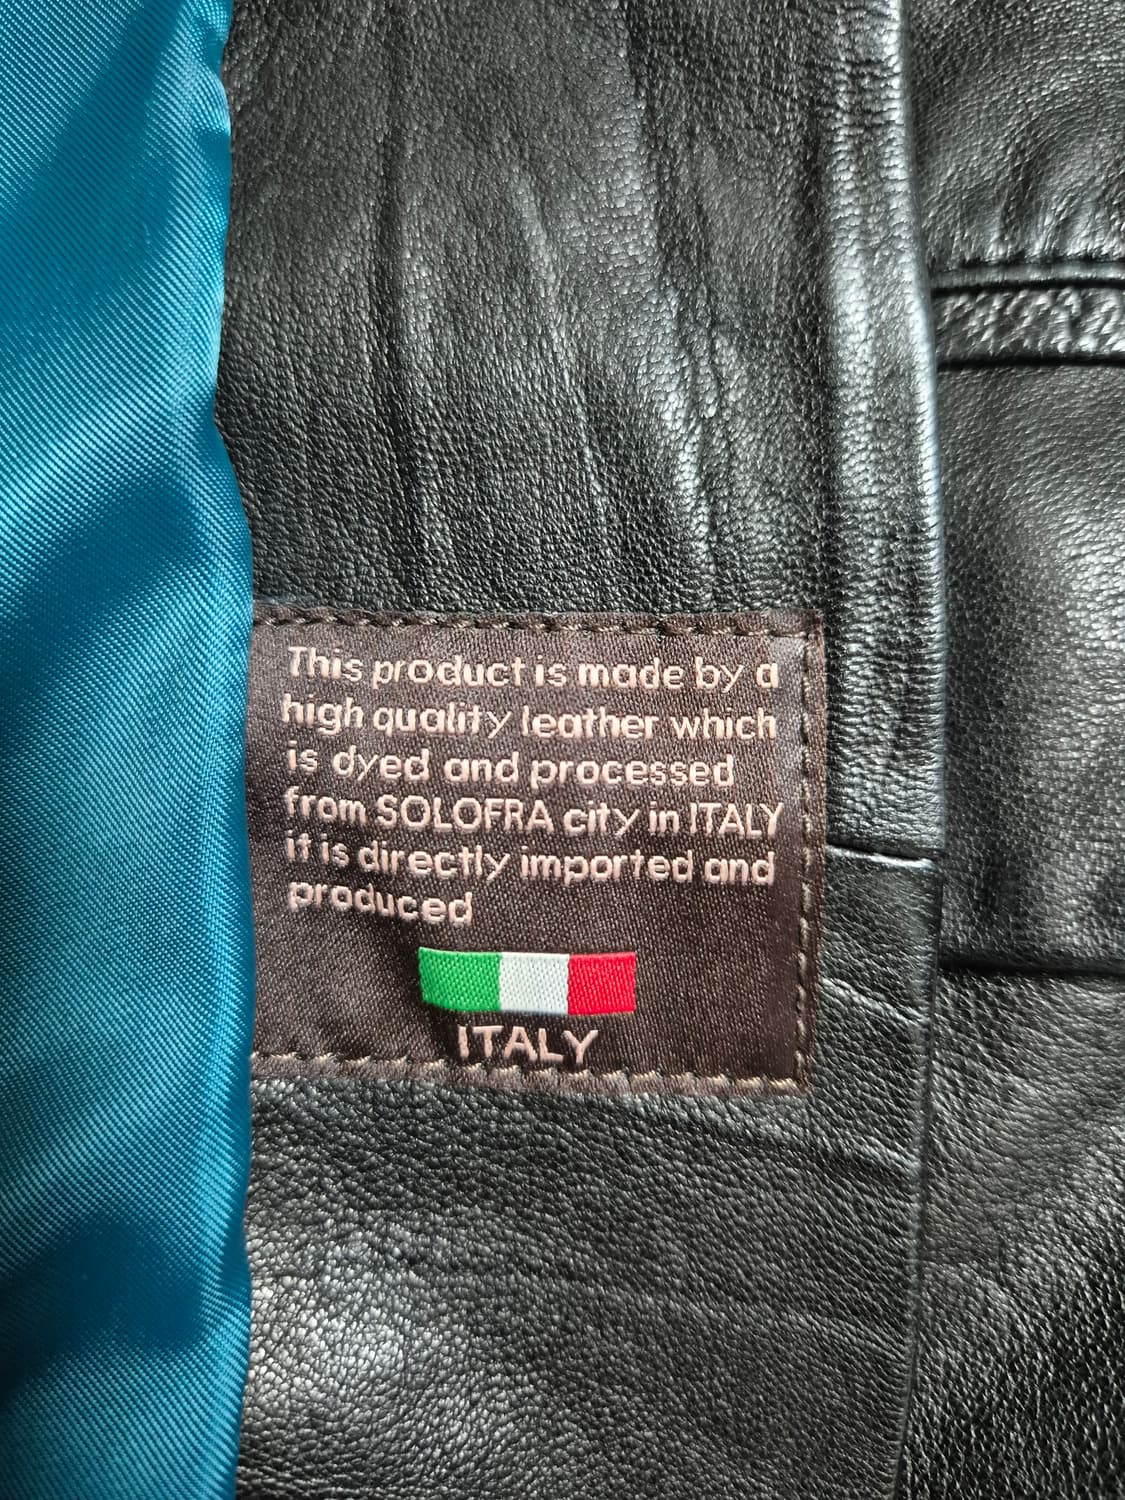 This product is made by a
high quality leather which
is dyed and processed
from SOLOFRA city in ITALY
it is directly imported and
produced
ITALY